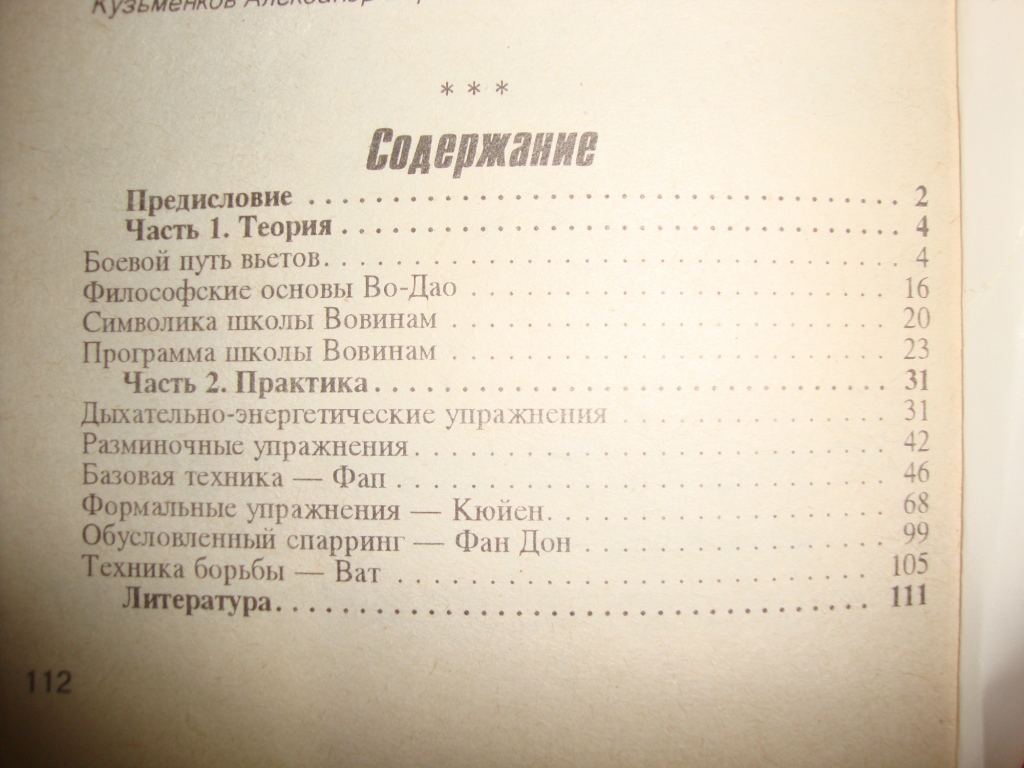 Кузьменков Александр
* * *
Содержание
Предисловие . . . . . . . . . . . . . . . . . . . . . . . . . . . . . . 2
Часть 1. Теория . . . . . . . . . . . . . . . . . . . . . . . . . . . . 4
Боевой путь вьетов. . . . . . . . . . . . . . . . . . . . . . . . . . . . 4
Философские основы Во-Дао . . . . . . . . . . . . . . . . . . . . 16
Символика школы Вовинам . . . . . . . . . . . . . . . . . . . . . 20
Программа школы Вовинам . . . . . . . . . . . . . . . . . . . . . 23
Часть 2. Практика . . . . . . . . . . . . . . . . . . . . . . . . . . 31
Дыхательно-энергетические упражнения . . . . . . . . . . . . . 31
Разминочные упражнения . . . . . . . . . . . . . . . . . . . . . . . 42
Базовая техника — Фап . . . . . . . . . . . . . . . . . . . . . . . . 46
Формальные упражнения — Кюйен. . . . . . . . . . . . . . . . . 68
Обусловленный спарринг — Фан Дон . . . . . . . . . . . . . . . 99
Техника борьбы — Ват . . . . . . . . . . . . . . . . . . . . . . . . 105
Литература. . . . . . . . . . . . . . . . . . . . . . . . . . . . . . . 111
112